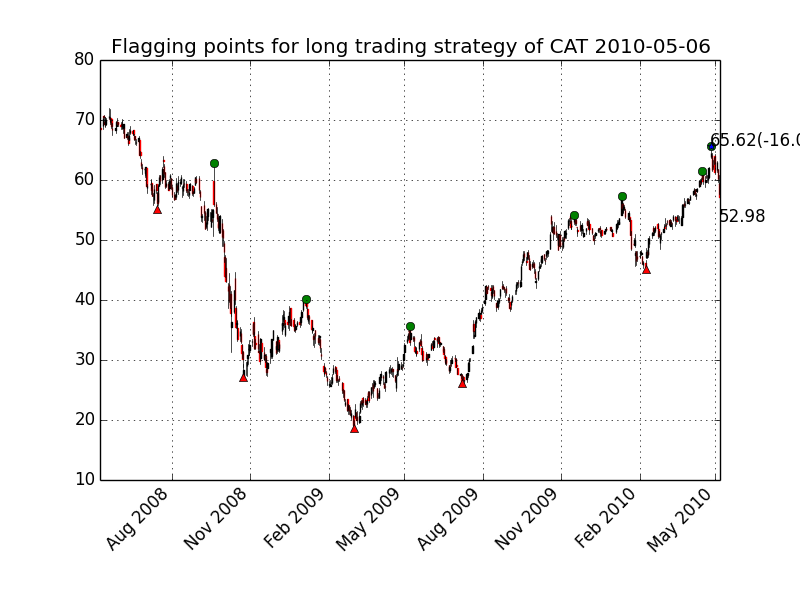 Flagging points for long trading strategy of CAT 2010-05-06
80
70
60
50
40
30
20
10
65.62(-16.0
52.98
Aug 2008
Nov 2008
Feb 2009
May 2009
Aug 2009
Nov 2009
Feb 2010
May 2010